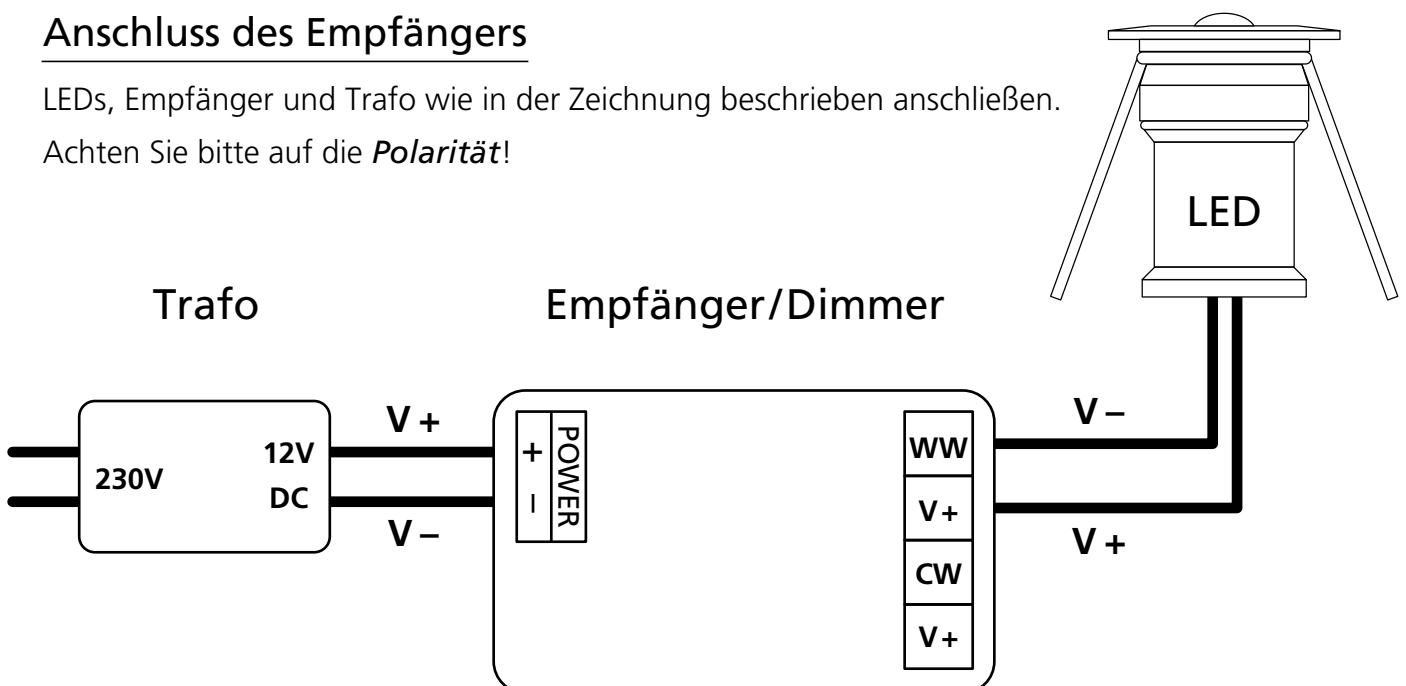 Anschluss des Empfängers
LEDs, Empfänger und Trafo wie in der Zeichnung beschrieben anschließen.
Achten Sie bitte auf die Polarität!
LED
Trafo
Empfänger/Dimmer
230V
12V
DC
V+
V–
+
–
POWER
WW
V+
CW
V+
V–
V+